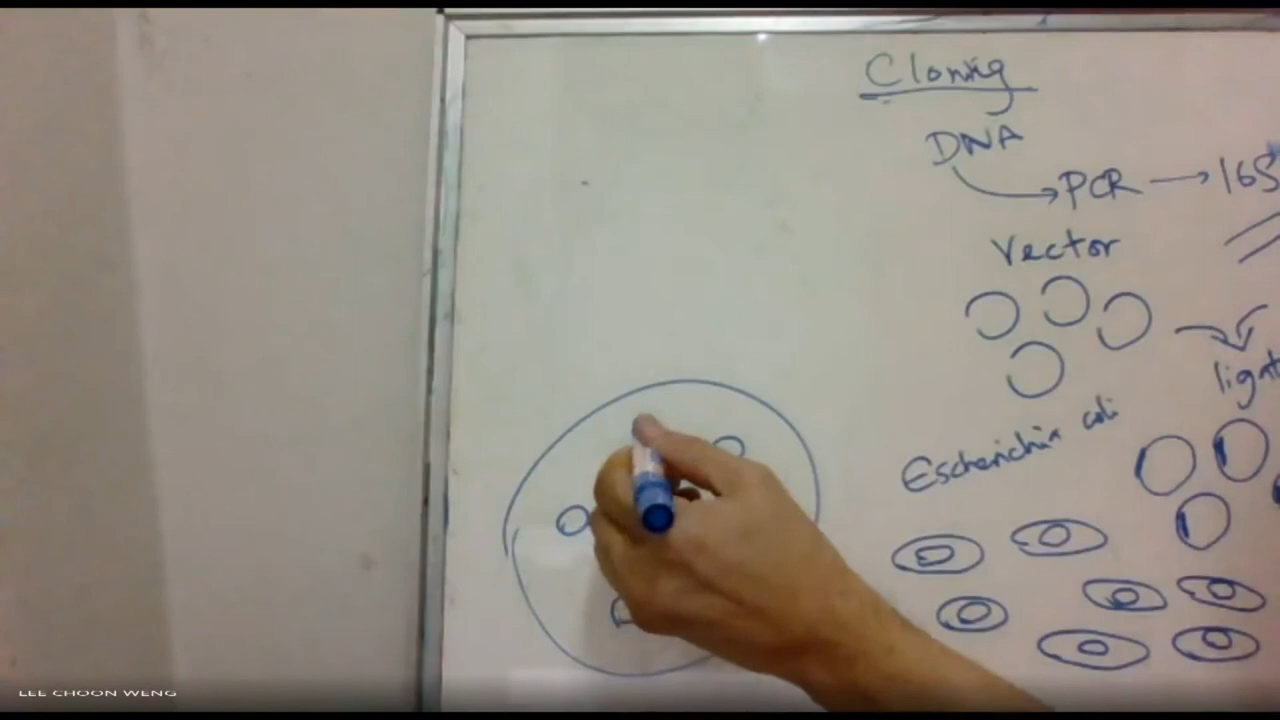 Cloning
DNA
PCR → 16S
Vector
ligat
Escherichia coli
LEE CHOON WENG